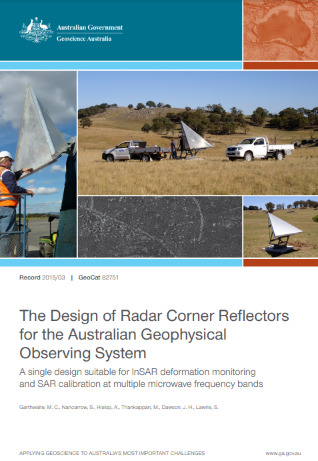 Australian Government
Geoscience Australia
Record 2015/03 | GeoCat 82751
The Design of Radar Corner Reflectors
for the Australian Geophysical
Observing System
A single design suitable for InSAR deformation monitoring
and SAR calibration at multiple microwave frequency bands
Garthwaite, M. C., Nancarrow, S., Hislop, A., Thankappan, M., Dawson, J. H., Lawrie, S.
APPLYING GEOSCIENCE TO AUSTRALIA'S MOST IMPORTANT CHALLENGES
www.ga.gov.au